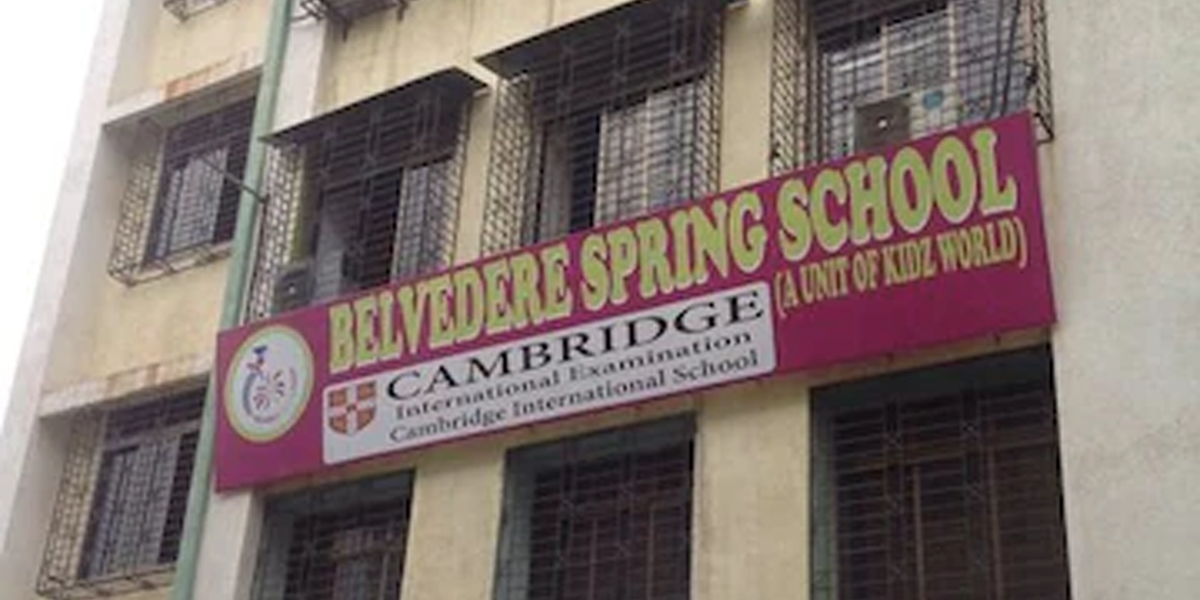 BELVEDERE SPRING SCHOOL
(A UNIT OF KIDZ WORLD)
CAMBRIDGE
International Examination
Cambridge International School